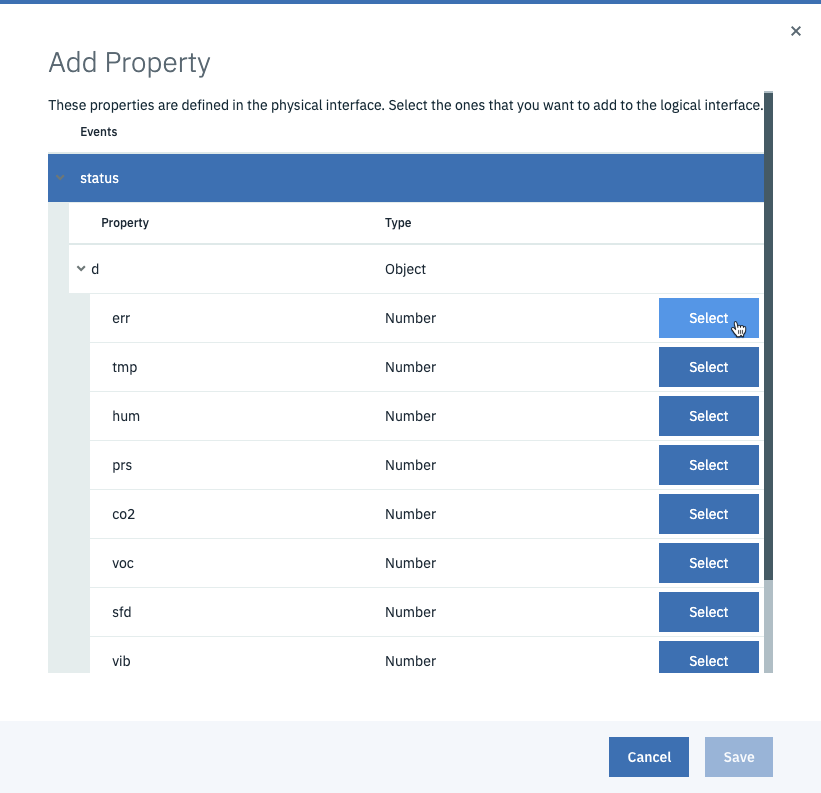 Add Property
These properties are defined in the physical interface. Select the ones that you want to add to the logical interface.
Events
status
Property Type
d Object
err Number Select
tmp Number Select
hum Number Select
prs Number Select
co2 Number Select
voc Number Select
sfd Number Select
vib Number Select
Cancel Save